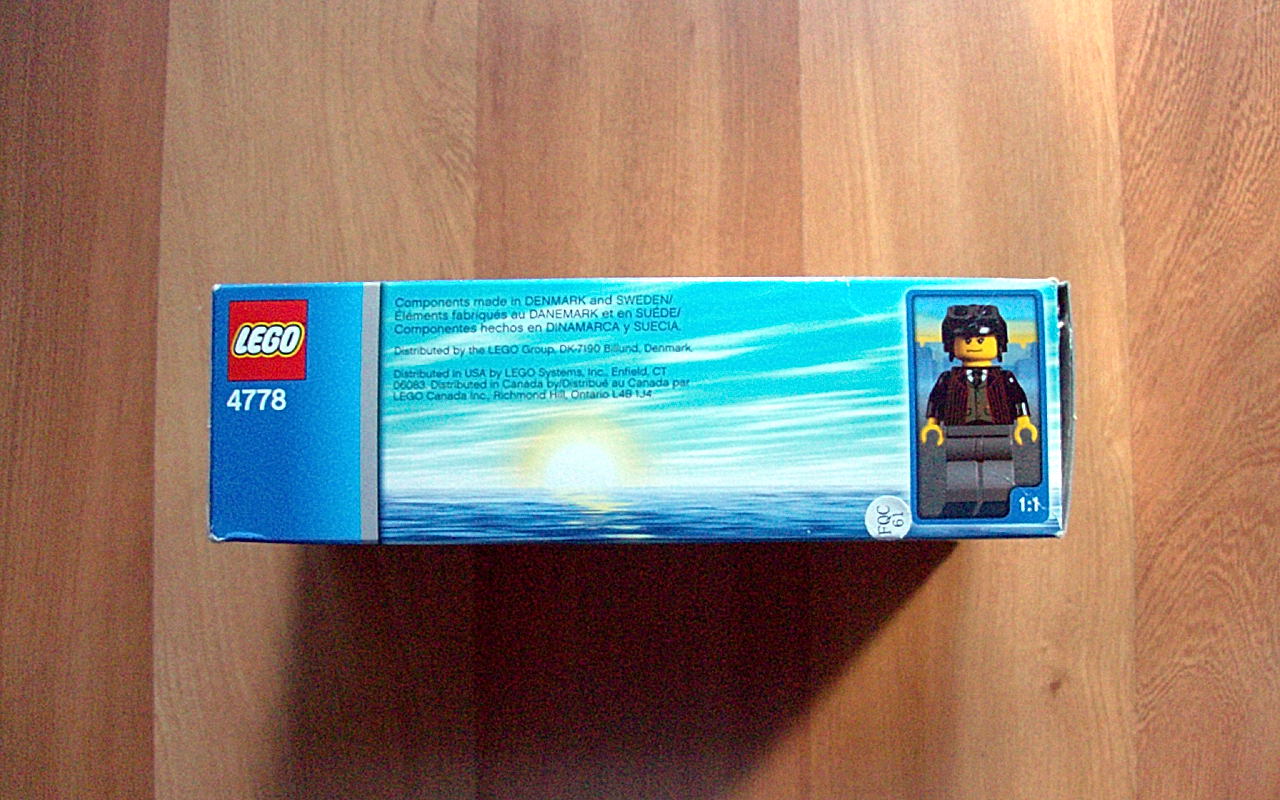 LEGO
4778
Components made in DENMARK and SWEDEN/
Éléments fabriqués au DANEMARK et en SUÈDE/
Componentes hechos en DINAMARCA y SUECIA.
Distributed by the LEGO Group, DK-7190 Billund, Denmark.
Distributed in USA by LEGO Systems, Inc., Enfield, CT
06083. Distributed in Canada by/Distribué au Canada par
LEGO Canada Inc., Richmond Hill, Ontario L4B 1J4
FQC
61
1:1